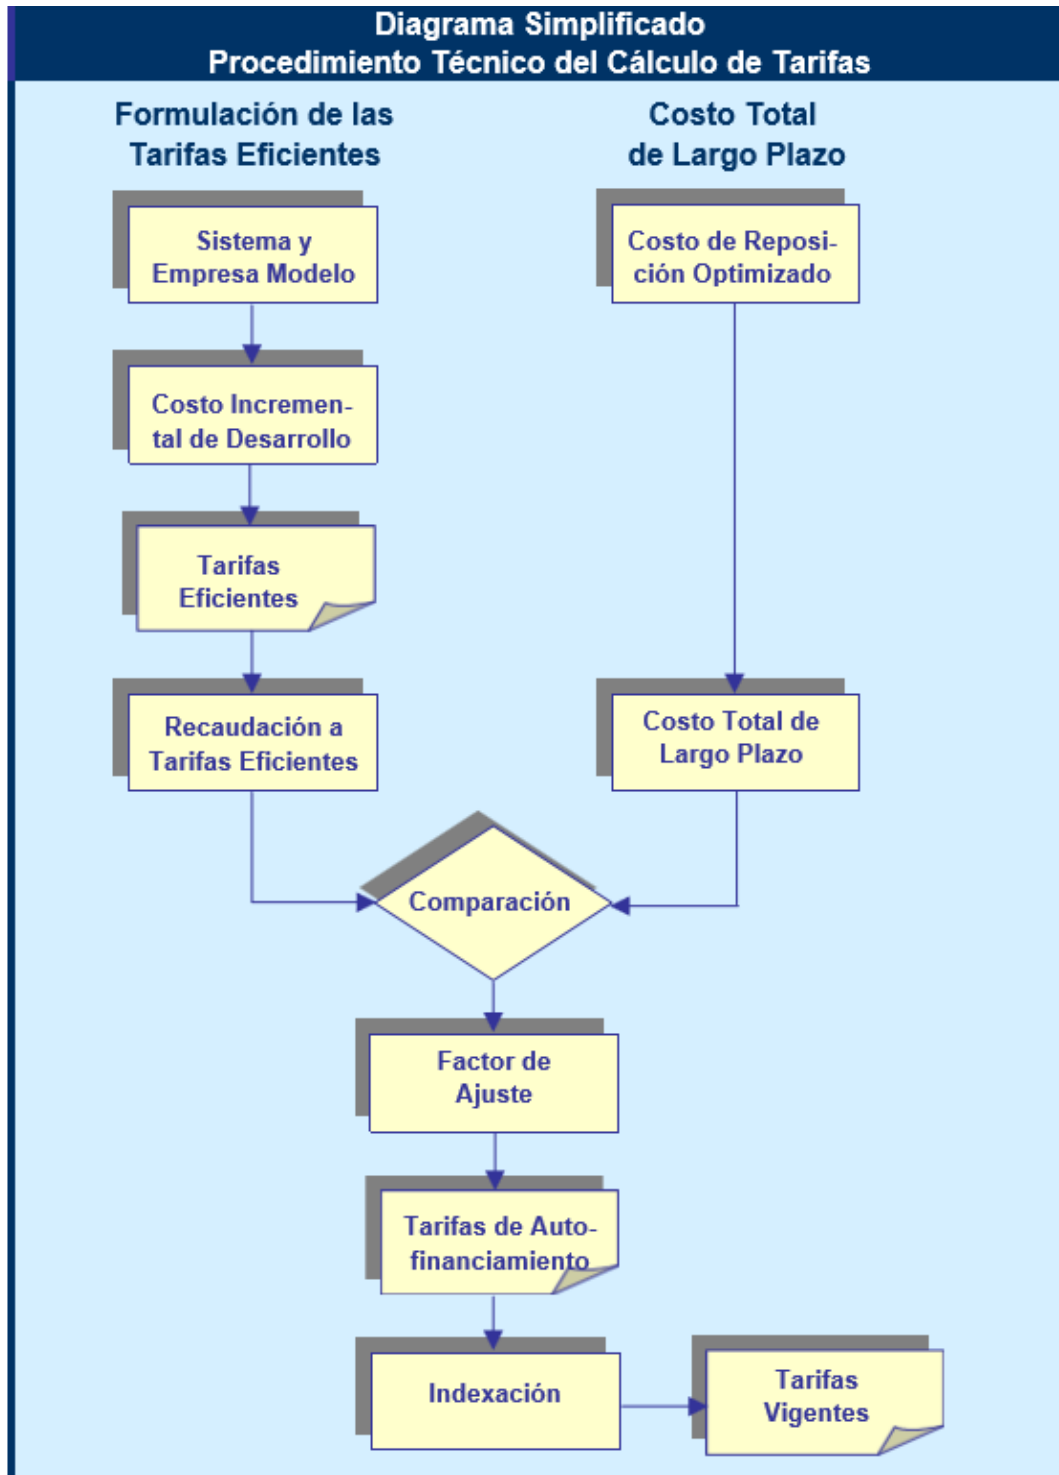 Diagrama Simplificado
Procedimiento Técnico del Cálculo de Tarifas
Formulación de las
Tarifas Eficientes
Costo Total
de Largo Plazo
Sistema y
Empresa Modelo
Costo de Reposi-
ción Optimizado
Costo Incremen-
tal de Desarrollo
Tarifas
Eficientes
Recaudación a
Tarifas Eficientes
Costo Total de
Largo Plazo
Comparación
Factor de
Ajuste
Tarifas de Auto-
financiamiento
Indexación
Tarifas
Vigentes